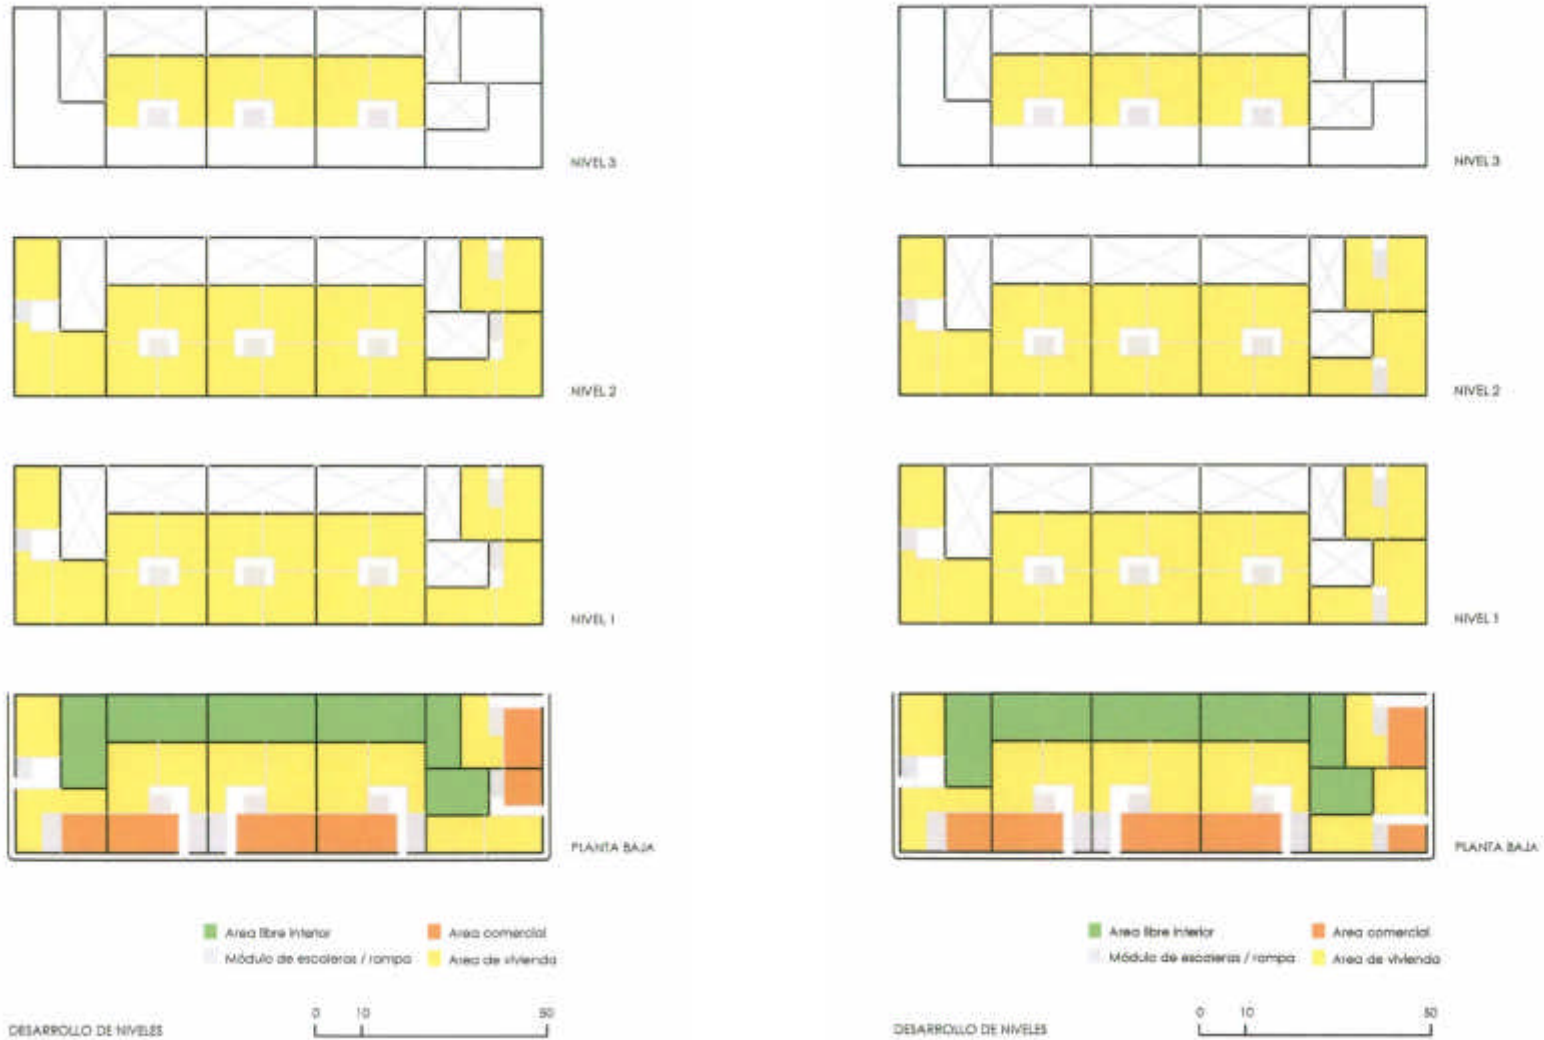 NIVEL 3
NIVEL 2
NIVEL 1
PLANTA BAJA
Area libre interior
Area comercial
Módulo de escaleras / rampa
Area de vivienda
DESARROLLO DE NIVELES
0 10 50
NIVEL 3
NIVEL 2
NIVEL 1
PLANTA BAJA
Area libre interior
Area comercial
Módulo de escaleras / rampa
Area de vivienda
DESARROLLO DE NIVELES
0 10 50